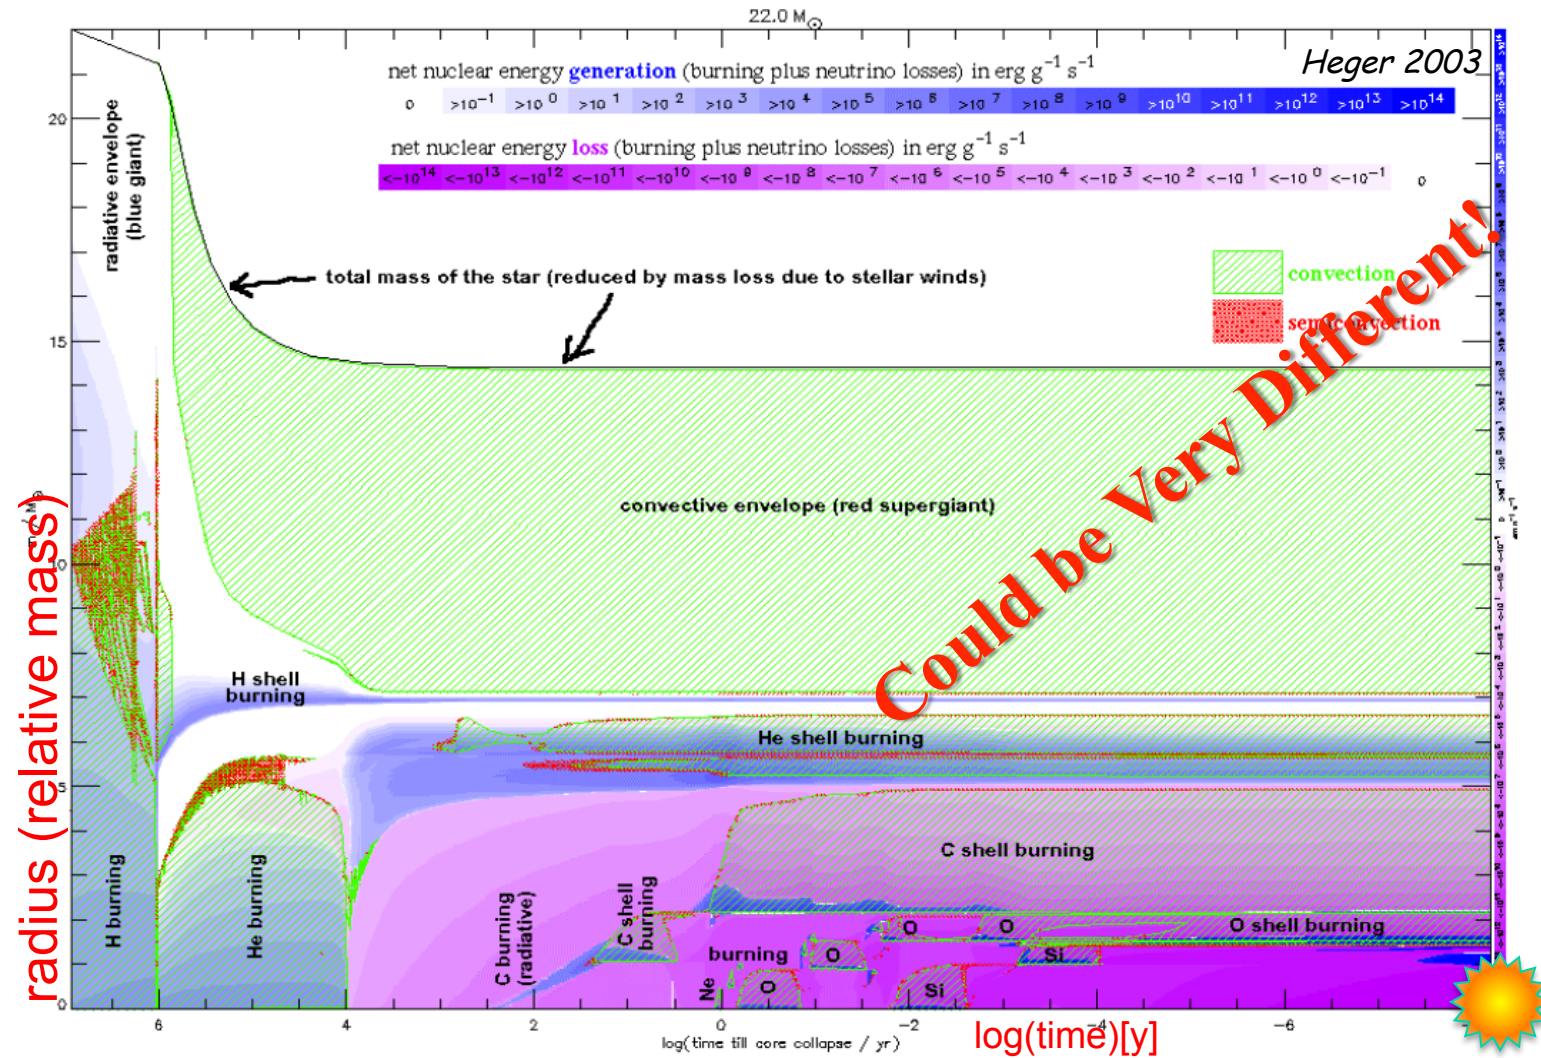 22.0 M☉
Heger 2003
net nuclear energy generation (burning plus neutrino losses) in erg g⁻¹ s⁻¹
0 >10⁻¹ >10⁰ >10¹ >10² >10³ >10⁴ >10⁵ >10⁶ >10⁷ >10⁸ >10⁹ >10¹⁰ >10¹¹ >10¹² >10¹³ >10¹⁴
net nuclear energy loss (burning plus neutrino losses) in erg g⁻¹ s⁻¹
<−10¹⁴ <−10¹³ <−10¹² <−10¹¹ <−10¹⁰ <−10⁹ <−10⁸ <−10⁷ <−10⁶ <−10⁵ <−10⁴ <−10³ <−10² <−10¹ <−10⁰ <−10⁻¹ 0
radiative envelope
(blue giant)
total mass of the star (reduced by mass loss due to stellar winds)
convection
semiconvection
Could be Very Different!
convective envelope (red supergiant)
H shell
burning
He shell burning
C shell burning
H burning
He burning
C burning
(radiative)
C shell
burning
burning
Ne
O
O
O
O
O shell burning
Si
Si
radius (relative mass)
20
15
10
5
0
6 4 2 0 −2 −4 −6
log(time till core collapse / yr)
log(time)[y]